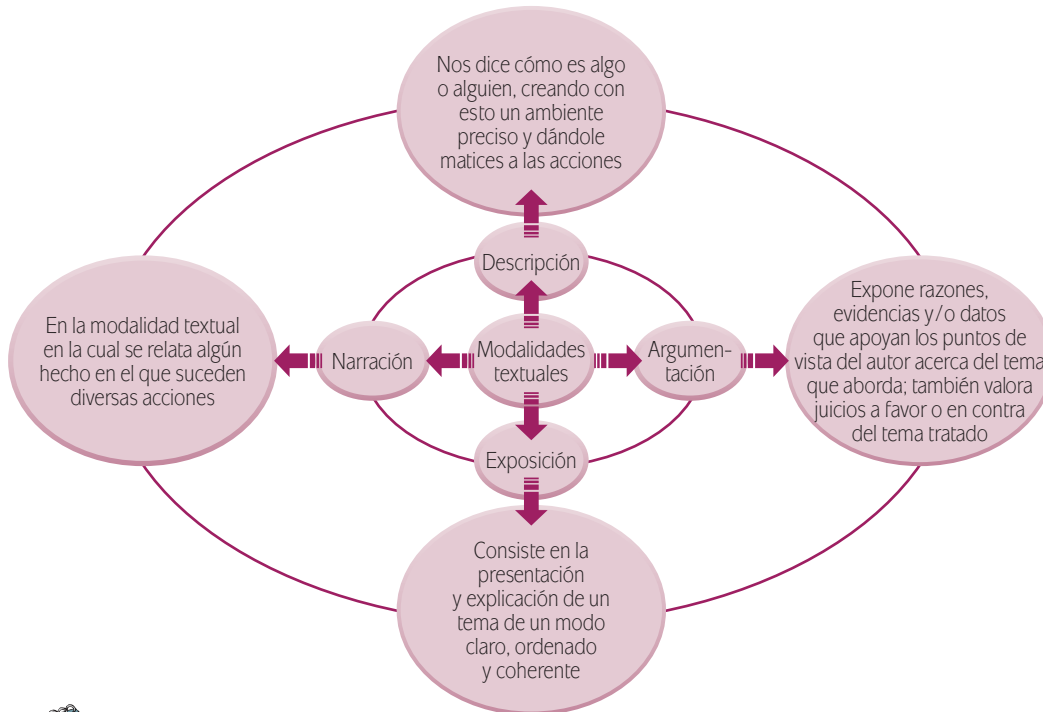 Nos dice cómo es algo
o alguien, creando con
esto un ambiente
preciso y dándole
matices a las acciones
Descripción
En la modalidad textual
en la cual se relata algún
hecho en el que suceden
diversas acciones
Narración
Modalidades
textuales
Argumen-
tación
Expone razones,
evidencias y/o datos
que apoyan los puntos de
vista del autor acerca del tema
que aborda; también valora
juicios a favor o en contra
del tema tratado
Exposición
Consiste en la
presentación
y explicación de un
tema de un modo
claro, ordenado
y coherente